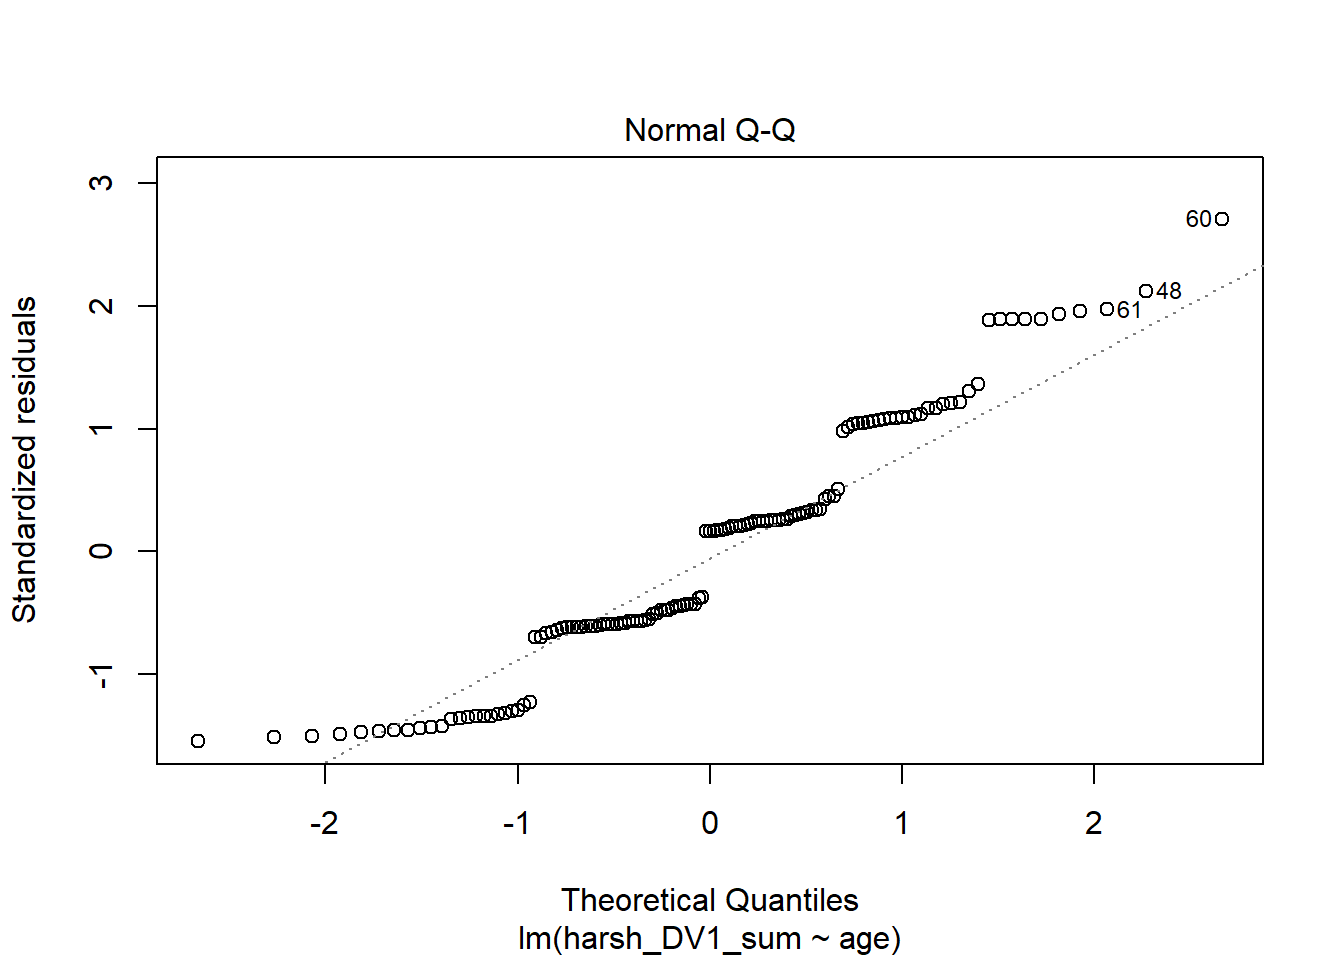 Normal Q-Q
Standardized residuals
3
2
1
0
-1
60
48
61
-2 -1 0 1 2
Theoretical Quantiles
lm(harsh_DV1_sum ~ age)